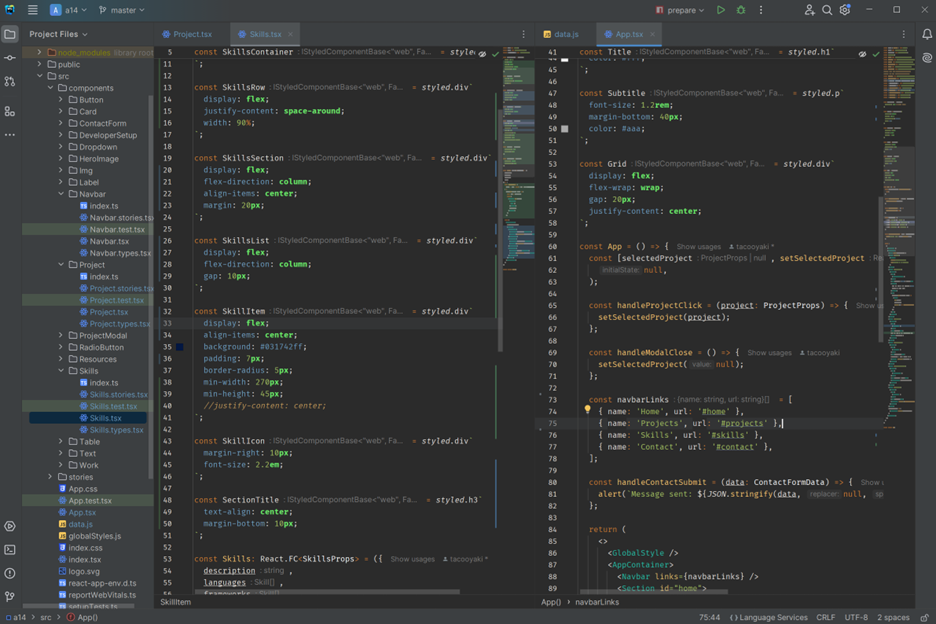 A a14 master prepare
Project Files
node_modules library root
public
src
components
Button
Card
ContactForm
DeveloperSetup
Dropdown
HeroImage
Img
Label
Navbar
index.ts
Navbar.stories.tsx
Navbar.test.tsx
Navbar.tsx
Navbar.types.tsx
Project
index.ts
Project.stories.tsx
Project.test.tsx
Project.tsx
Project.types.tsx
ProjectModal
RadioButton
Resources
Skills
index.ts
Skills.stories.tsx
Skills.test.tsx
Skills.tsx
Skills.types.tsx
Table
Text
Work
stories
App.css
App.test.tsx
App.tsx
data.js
globalStyles.js
index.css
index.tsx
logo.svg
react-app-env.d.ts
reportWebVitals.ts
setupTests.ts
Project.tsx Skills.tsx
5 const SkillsContainer : IStyledComponentBase<"web", Fa… = style
11 `;
12
13 const SkillsRow : IStyledComponentBase<"web", Fa… = styled.div`
14 display: flex;
15 justify-content: space-around;
16 width: 90%;
17 `;
18
19 const SkillsSection : IStyledComponentBase<"web", Fa… = styled.div`
20 display: flex;
21 flex-direction: column;
22 align-items: center;
23 margin: 20px;
24 `;
25
26 const SkillsList : IStyledComponentBase<"web", Fa… = styled.div`
27 display: flex;
28 flex-direction: column;
29 gap: 10px;
30 `;
31
32 const SkillItem : IStyledComponentBase<"web", Fa… = styled.div`
33 display: flex;
34 align-items: center;
35 background: #031742ff;
36 padding: 7px;
37 border-radius: 5px;
38 min-width: 270px;
39 min-height: 45px;
40 //justify-content: center;
41 `;
42
43 const SkillIcon : IStyledComponentBase<"web", Fa… = styled.div`
44 margin-right: 10px;
45 font-size: 2.2em;
46 `;
47
48 const SectionTitle : IStyledComponentBase<"web", Fa… = styled.h3`
49 text-align: center;
50 margin-bottom: 10px;
51 `;
52
53 const Skills: React.FC<SkillsProps> = ({ Show usages tacooyaki *
54 description : string ,
55 languages : Skill[] ,
56 frameworks : Skill[] ,
SkillItem
data.js App.tsx
const Title : IStyledComponentBase<"web", Fa… = styled.h1
44 color: #fff;
45 `;
46
47 const Subtitle : IStyledComponentBase<"web", Fa… = styled.p
48 font-size: 1.2rem;
49 margin-bottom: 40px;
50 color: #aaa;
51 `;
52
53 const Grid : IStyledComponentBase<"web", Fa… = styled.div
54 display: flex;
55 flex-wrap: wrap;
56 gap: 20px;
57 justify-content: center;
58 `;
59
60 const App = () => { Show usages tacooyaki *
61 const [selectedProject : ProjectProps | null , setSelectedProject : Re
62 initialState: null,
63 );
64
65 const handleProjectClick = (project: ProjectProps) => { Show us
66 setSelectedProject(project);
67 };
68
69 const handleModalClose = () => { Show usages tacooyaki
70 setSelectedProject( value: null);
71 };
72
73 const navbarLinks : {name: string, url: string}[] = [
74 { name: 'Home', url: '#home' },
75 { name: 'Projects', url: '#projects' },
76 { name: 'Skills', url: '#skills' },
77 { name: 'Contact', url: '#contact' },
78 ];
79
80 const handleContactSubmit = (data: ContactFormData) => { Show u
81 alert(`Message sent: ${JSON.stringify(data, replacer: null, sp
82 };
83
84 return (
85 <>
86 <GlobalStyle />
87 <AppContainer>
88 <Navbar links={navbarLinks} />
89 <Section id="home">
App() › navbarLinks
a14 › src › App() 75:44 {} Language Services CRLF UTF-8 2 spaces